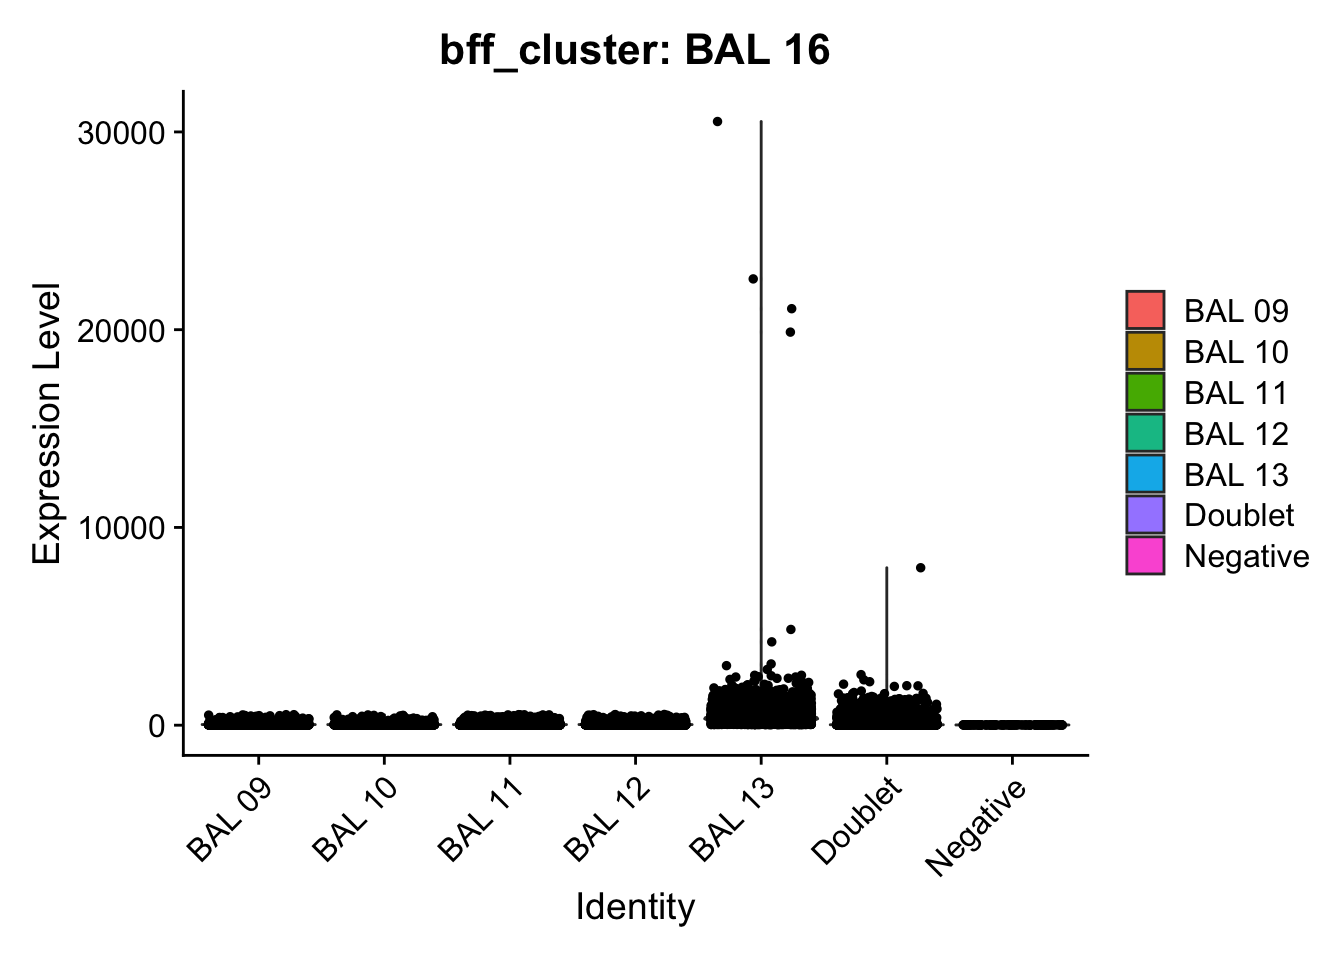 bff_cluster: BAL 16
Expression Level
30000
20000
10000
0
BAL 09
BAL 10
BAL 11
BAL 12
BAL 13
Doublet
Negative
Identity
BAL 09
BAL 10
BAL 11
BAL 12
BAL 13
Doublet
Negative